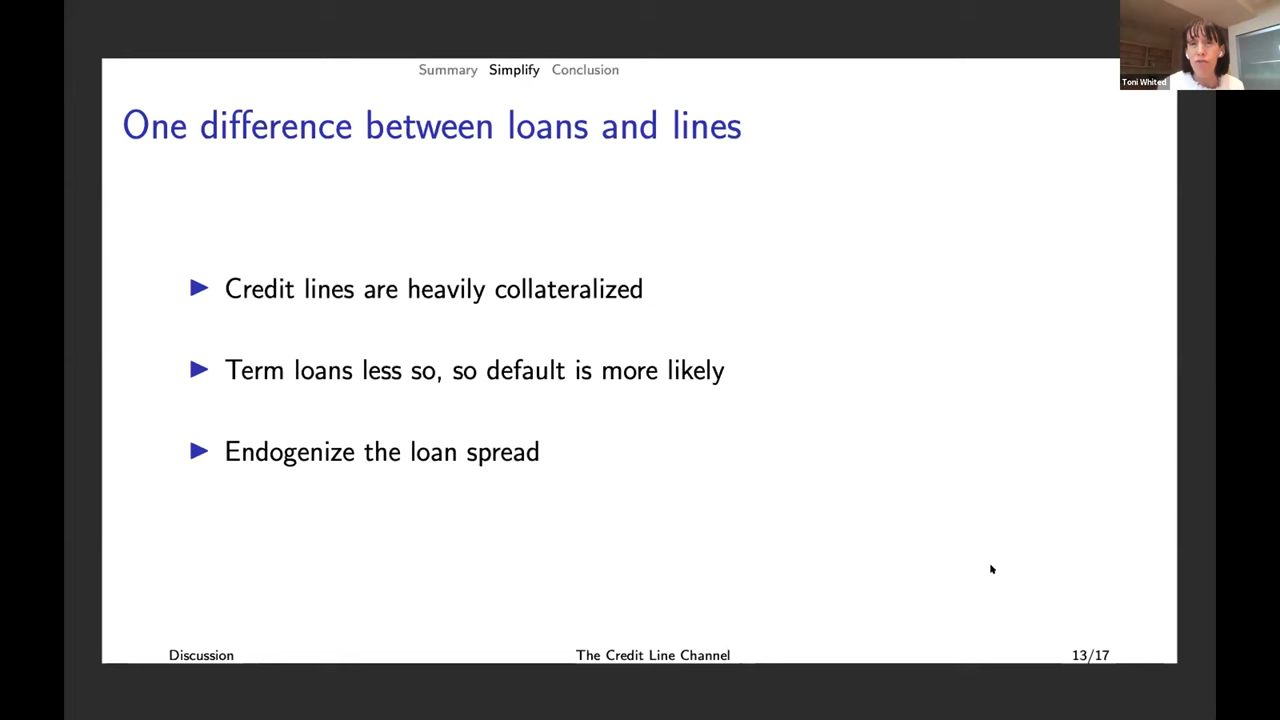 Toni Whited
Summary Simplify Conclusion
One difference between loans and lines
Credit lines are heavily collateralized
Term loans less so, so default is more likely
Endogenize the loan spread
Discussion The Credit Line Channel 13/17